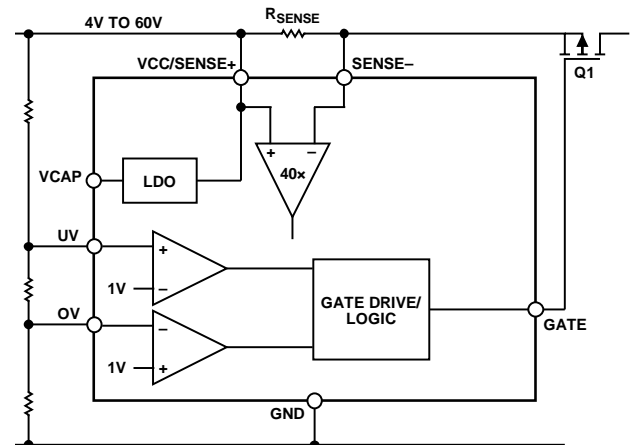 4V TO 60V
RSENSE
VCC/SENSE+
SENSE–
Q1
+
–
40×
VCAP
LDO
UV
+
1V
–
GATE DRIVE/
LOGIC
GATE
OV
–
1V
+
GND